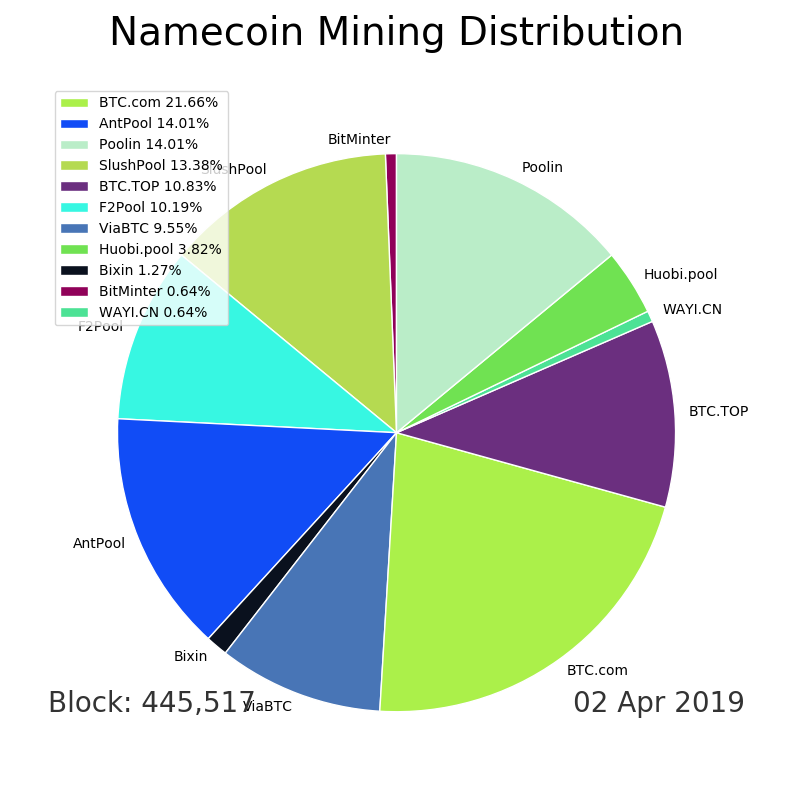 Namecoin Mining Distribution
BTC.com 21.66%
AntPool 14.01%
Poolin 14.01%
SlushPool 13.38%
BTC.TOP 10.83%
F2Pool 10.19%
ViaBTC 9.55%
Huobi.pool 3.82%
Bixin 1.27%
BitMinter 0.64%
WAYI.CN 0.64%
BitMinter
SlushPool
Poolin
Huobi.pool
WAYI.CN
F2Pool
BTC.TOP
AntPool
Bixin
BTC.com
ViaBTC
Block: 445,517
02 Apr 2019